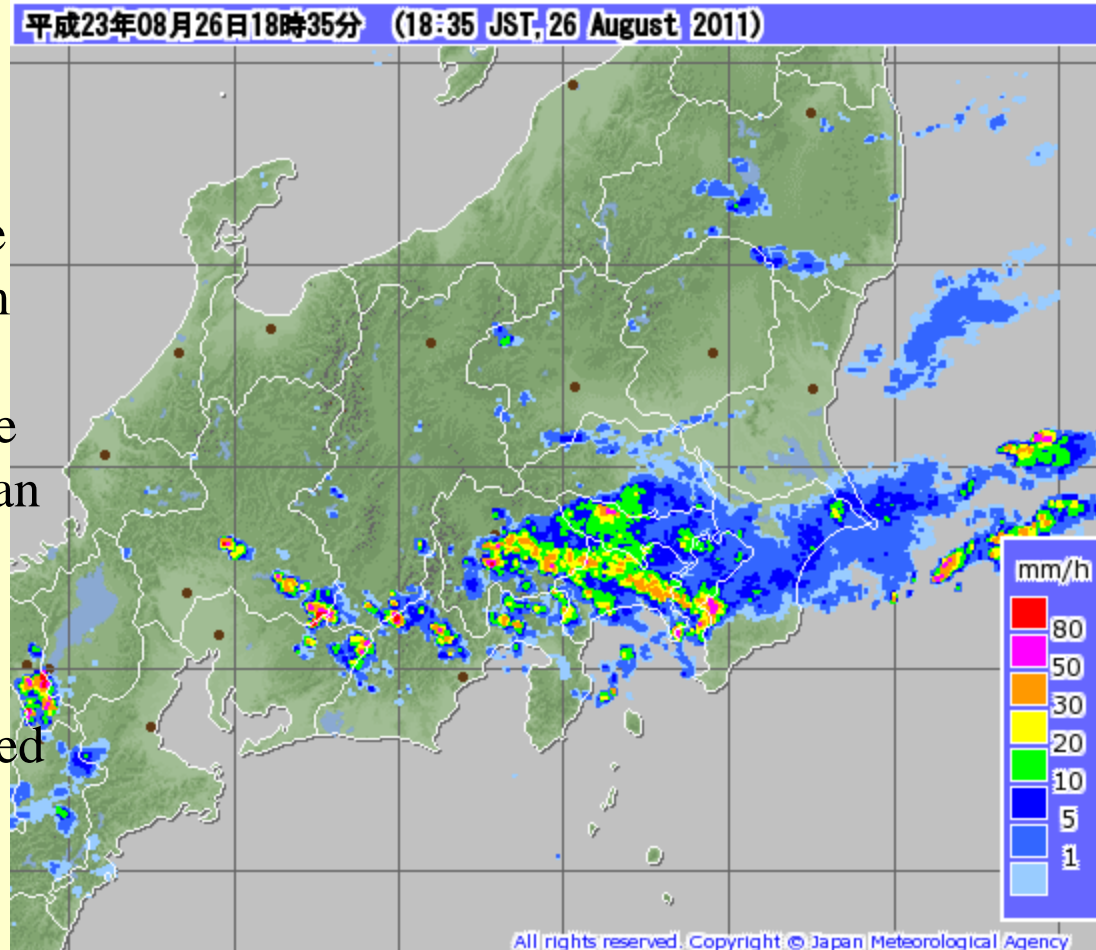 平成23年08月26日18時35分 (18:35 JST, 26 August 2011)
e
n
e
an
ed
mm/h
80
50
30
20
10
5
1
All rights reserved. Copyright © Japan Meteorological Agency